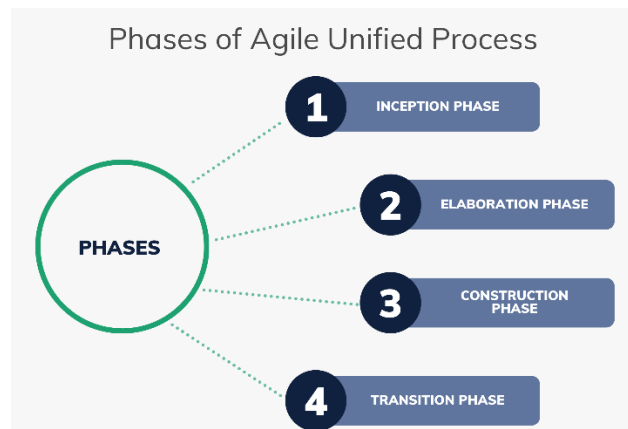 Phases of Agile Unified Process
1 INCEPTION PHASE
2 ELABORATION PHASE
PHASES
3 CONSTRUCTION
PHASE
4 TRANSITION PHASE